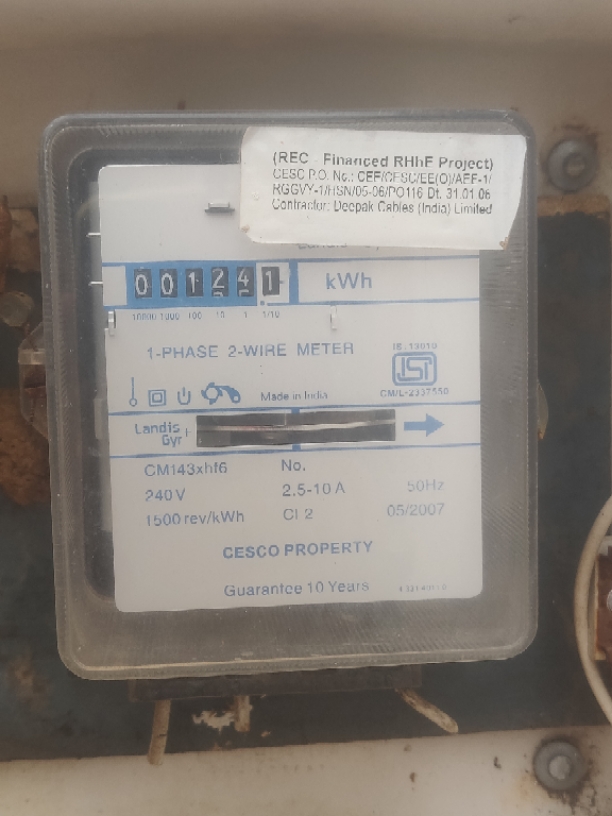 (REC - Financed RHhF Project)
CESC P.O. No.: CEF/CFSC/EE(O)/AEF-1/
RGGVY-1/HSN/05-06/PO116 Dt. 31.01.06
Contractor: Deepak Cables (India) Limited
001241 kWh
10000 1000 100 10 1 1/10
1-PHASE 2-WIRE METER
IS:13010
ISI
CM/L-2337550
Made in India
Landis+
Gyr
CM143xhf6 No.
240V 2.5-10A 50Hz
1500 rev/kWh Cl 2 05/2007
CESCO PROPERTY
Guarantee 10 Years